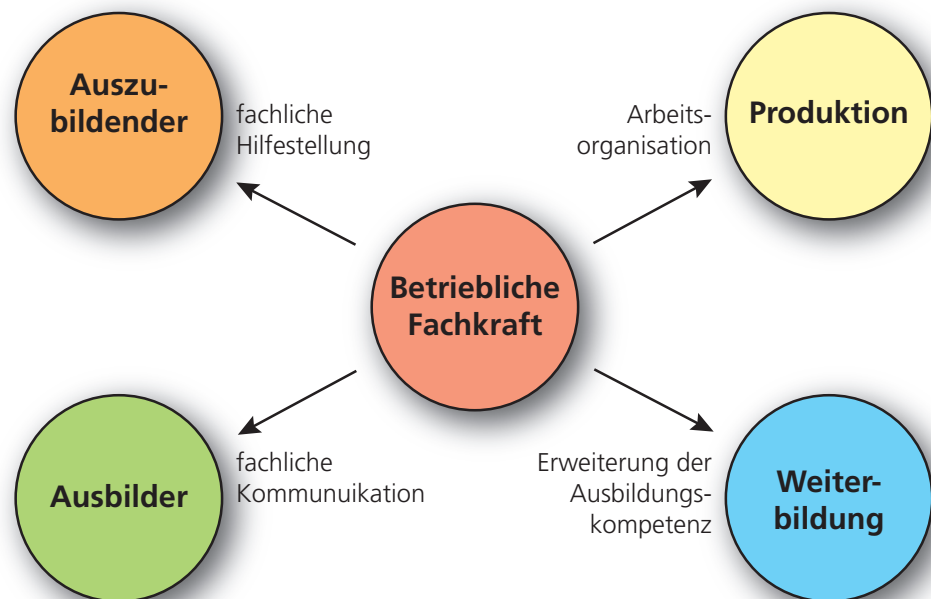 Auszu-
bildender
fachliche
Hilfestellung
Arbeits-
organisation
Produktion
Betriebliche
Fachkraft
Ausbilder
fachliche
Kommunuikation
Erweiterung der
Ausbildungs-
kompetenz
Weiter-
bildung